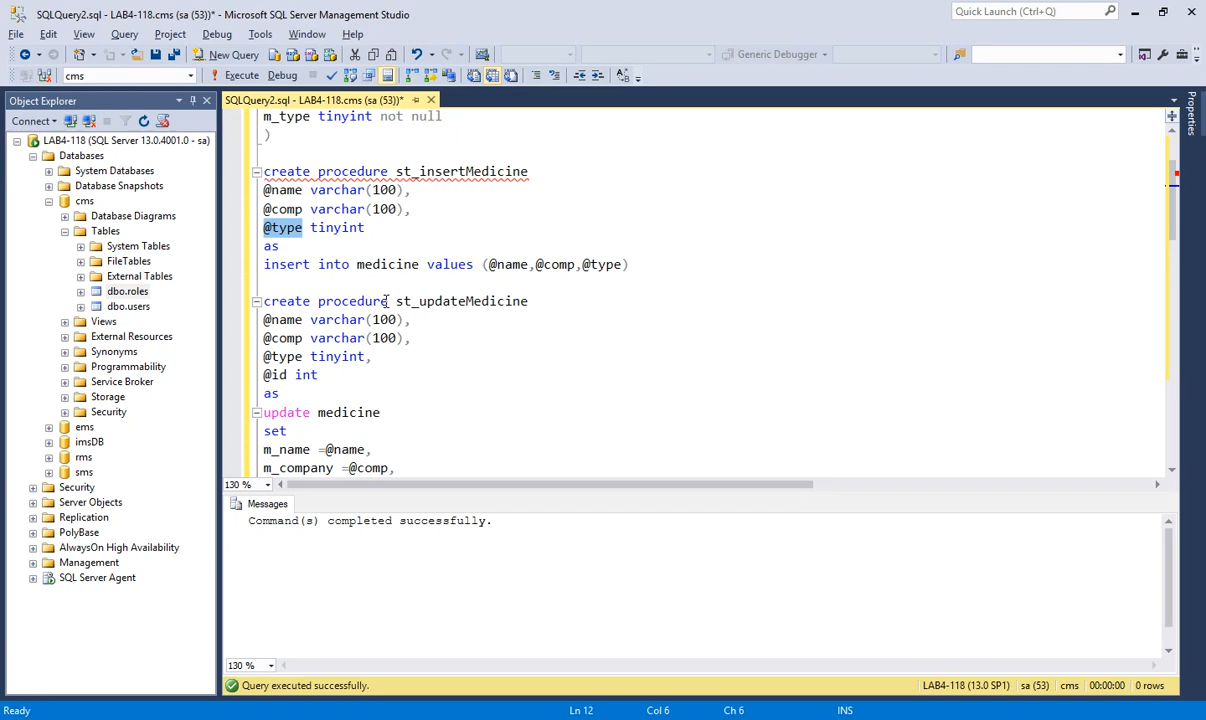 SQLQuery2.sql - LAB4-118.cms (sa (53))* - Microsoft SQL Server Management Studio
Quick Launch (Ctrl+Q)
File Edit View Query Project Debug Tools Window Help
New Query
Generic Debugger
cms
Execute Debug
Object Explorer
SQLQuery2.sql - LAB4-118.cms (sa (53))*
Properties
Connect
LAB4-118 (SQL Server 13.0.4001.0 - sa)
Databases
System Databases
Database Snapshots
cms
Database Diagrams
Tables
System Tables
FileTables
External Tables
dbo.roles
dbo.users
Views
External Resources
Synonyms
Programmability
Service Broker
Storage
Security
ems
imsDB
rms
sms
Security
Server Objects
Replication
PolyBase
AlwaysOn High Availability
Management
SQL Server Agent
m_type tinyint not null
)
create procedure st_insertMedicine
@name varchar(100),
@comp varchar(100),
@type tinyint
as
insert into medicine values (@name,@comp,@type)
create procedure st_updateMedicine
@name varchar(100),
@comp varchar(100),
@type tinyint,
@id int
as
update medicine
set
m_name =@name,
m_company =@comp,
130 %
Messages
Command(s) completed successfully.
130 %
Query executed successfully.
LAB4-118 (13.0 SP1) sa (53) cms 00:00:00 0 rows
Ready
Ln 12 Col 6 Ch 6 INS